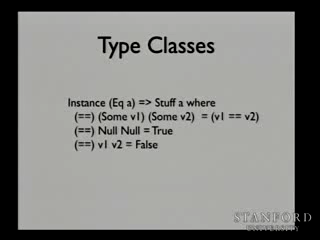 Type Classes
Instance (Eq a) => Stuff a where
(==) (Some v1) (Some v2) = (v1 == v2)
(==) Null Null = True
(==) v1 v2 = False
STANFORD
UNIVERSITY